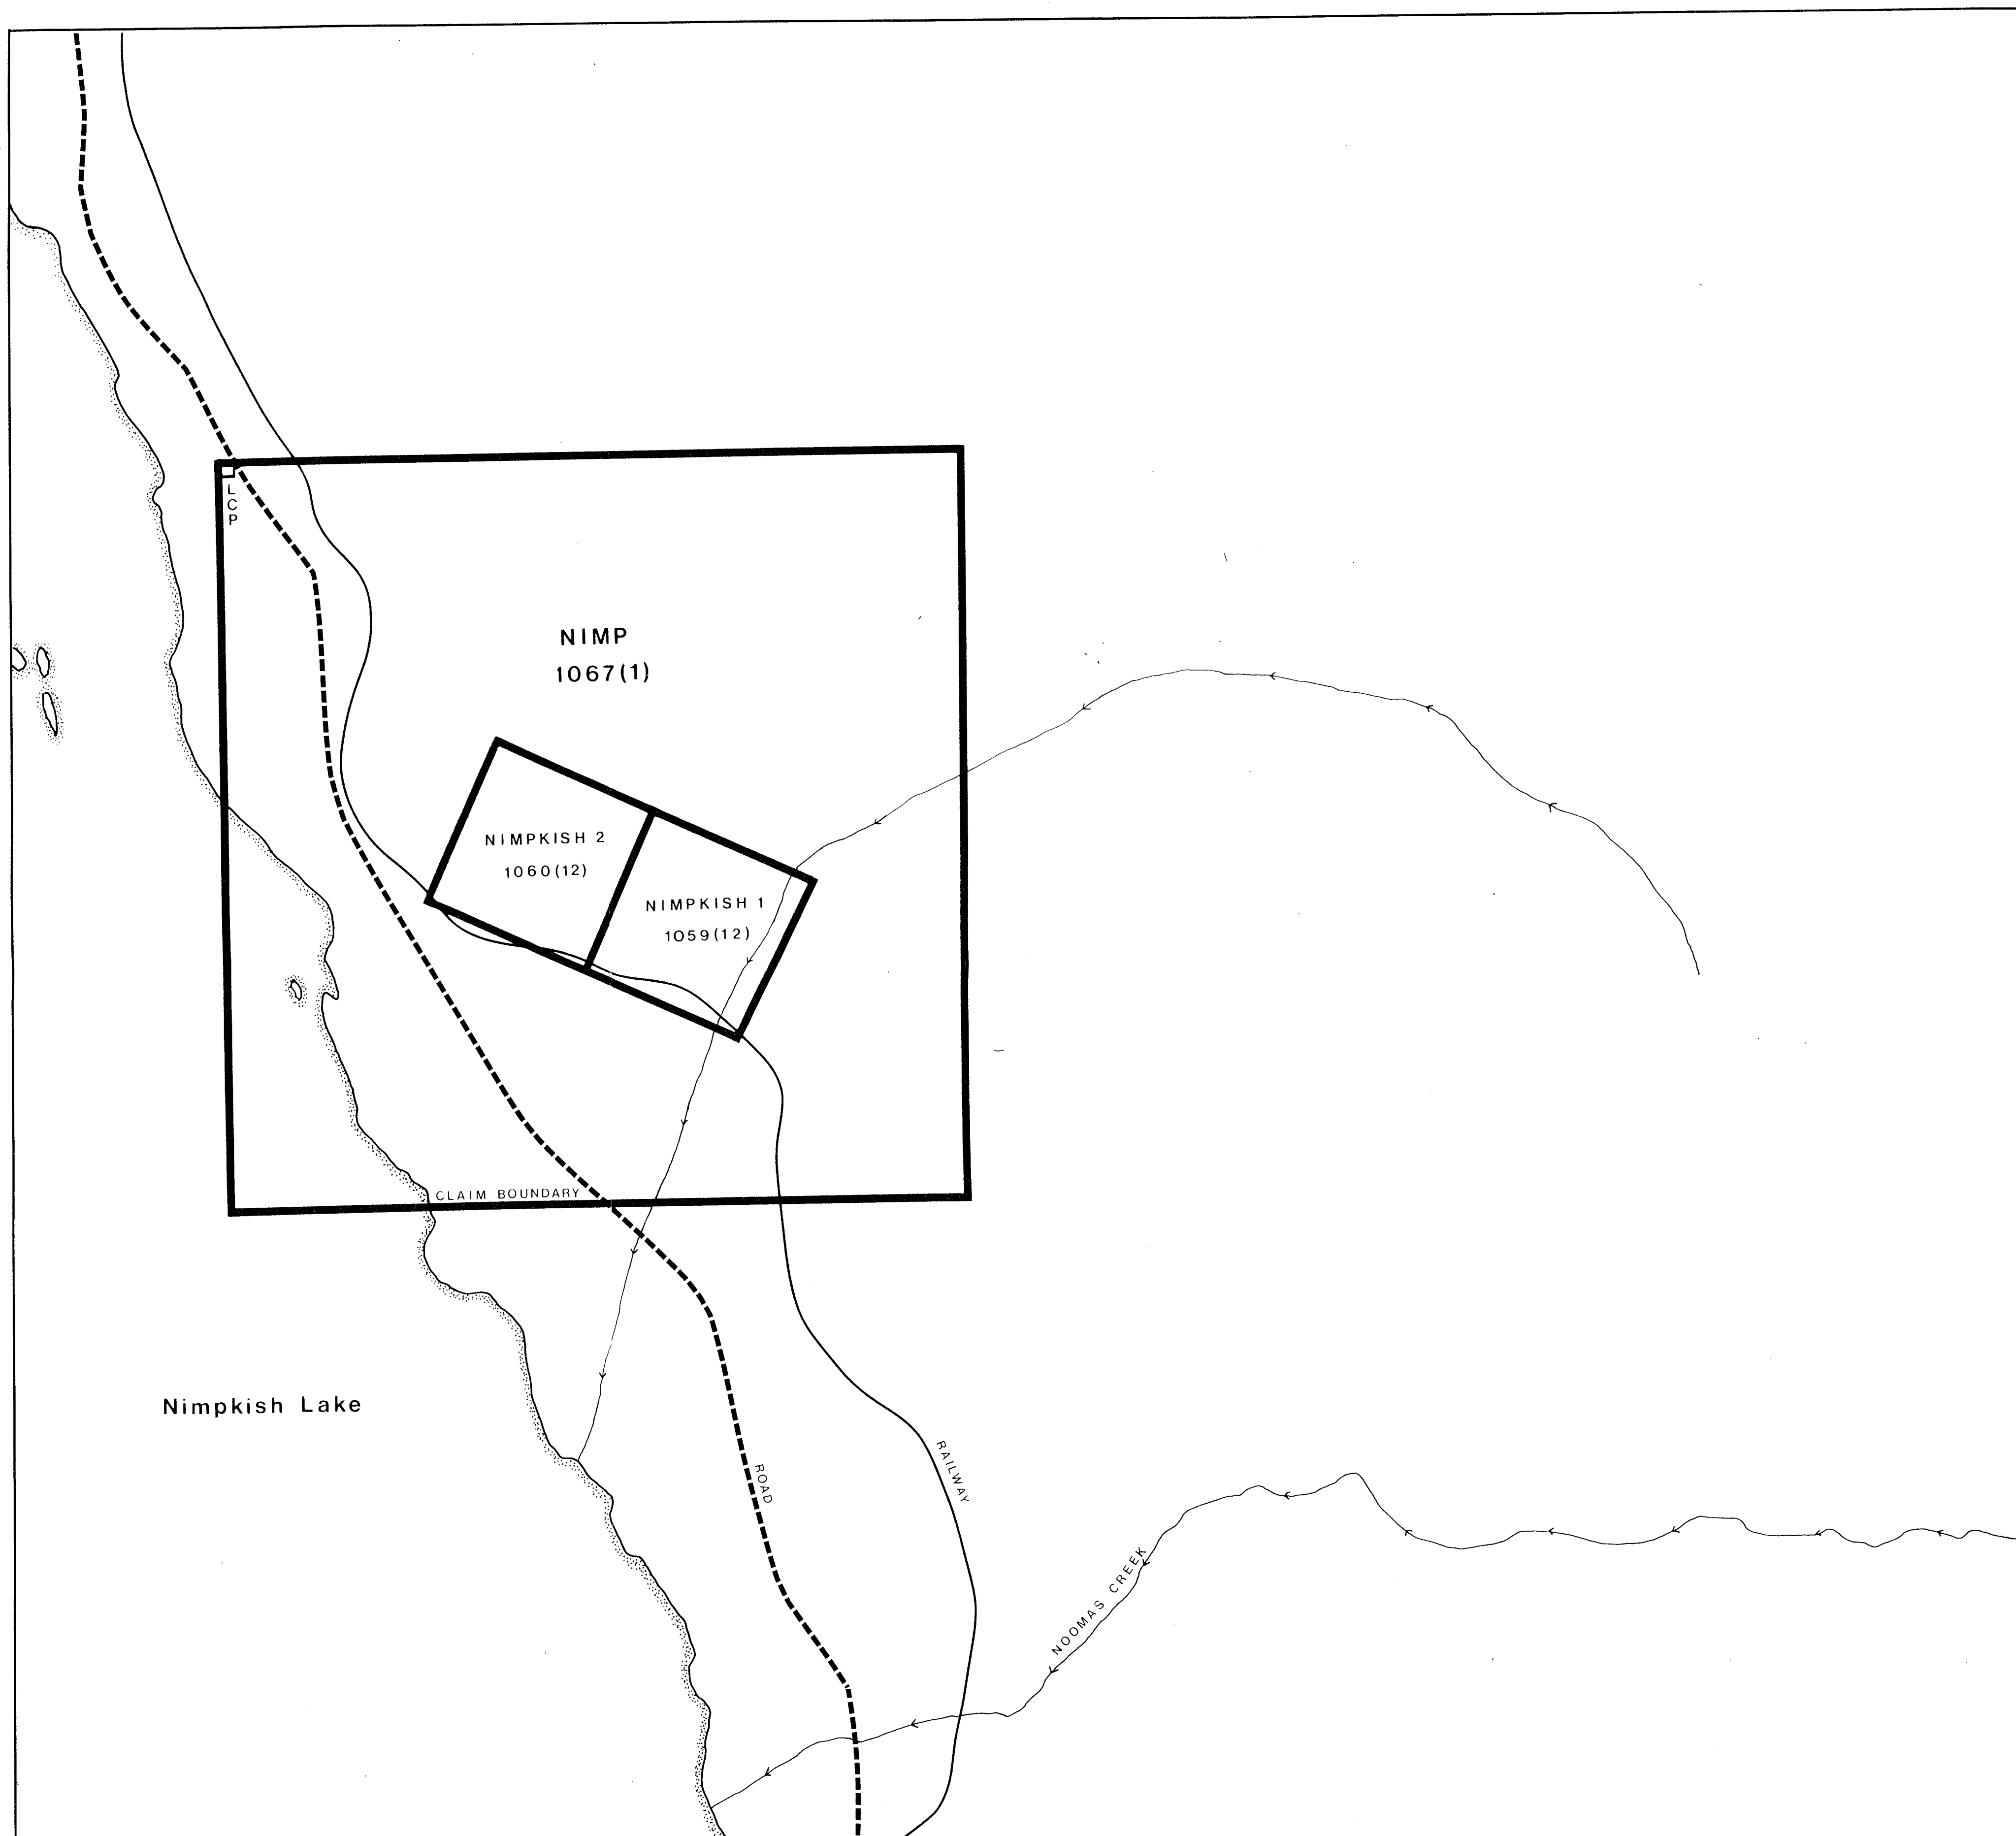 L
C
P
NIMP
1067(1)
NIMPKISH 2
1060(12)
NIMPKISH 1
1059(12)
CLAIM BOUNDARY
Nimpkish Lake
ROAD
RAILWAY
NOOMAS CREEK